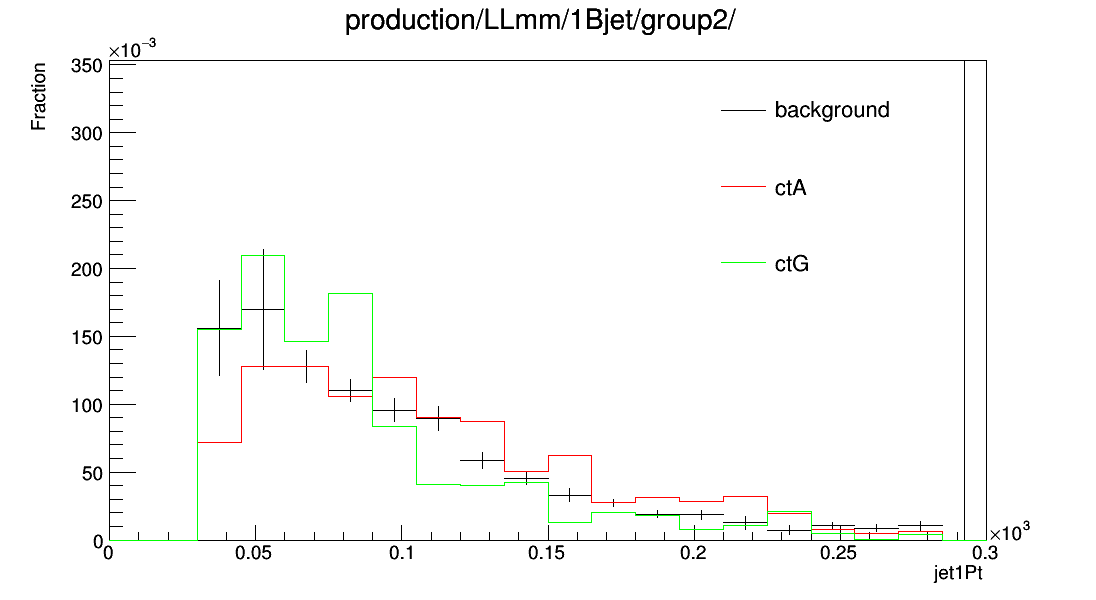 production/LLmm/1Bjet/group2/
×10⁻³
Fraction
350
300
250
200
150
100
50
0
background
ctA
ctG
0 0.05 0.1 0.15 0.2 0.25 0.3
×10³
jet1Pt